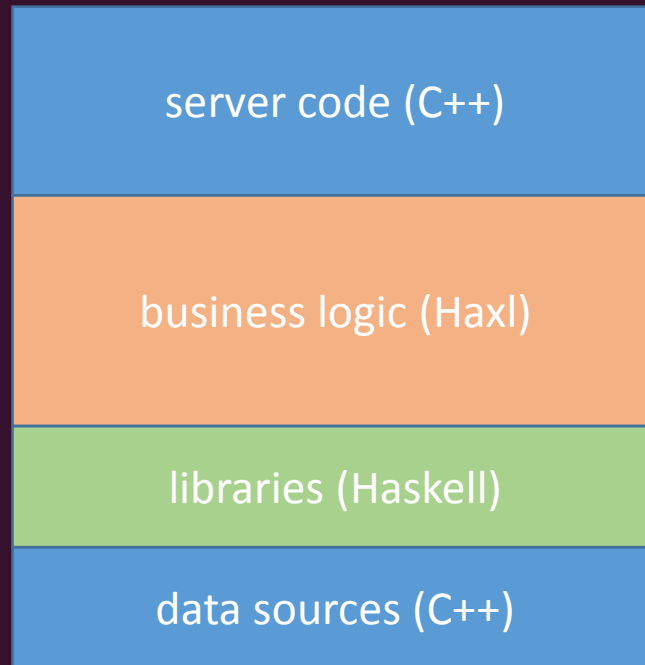 server code (C++)
business logic (Haxl)
libraries (Haskell)
data sources (C++)